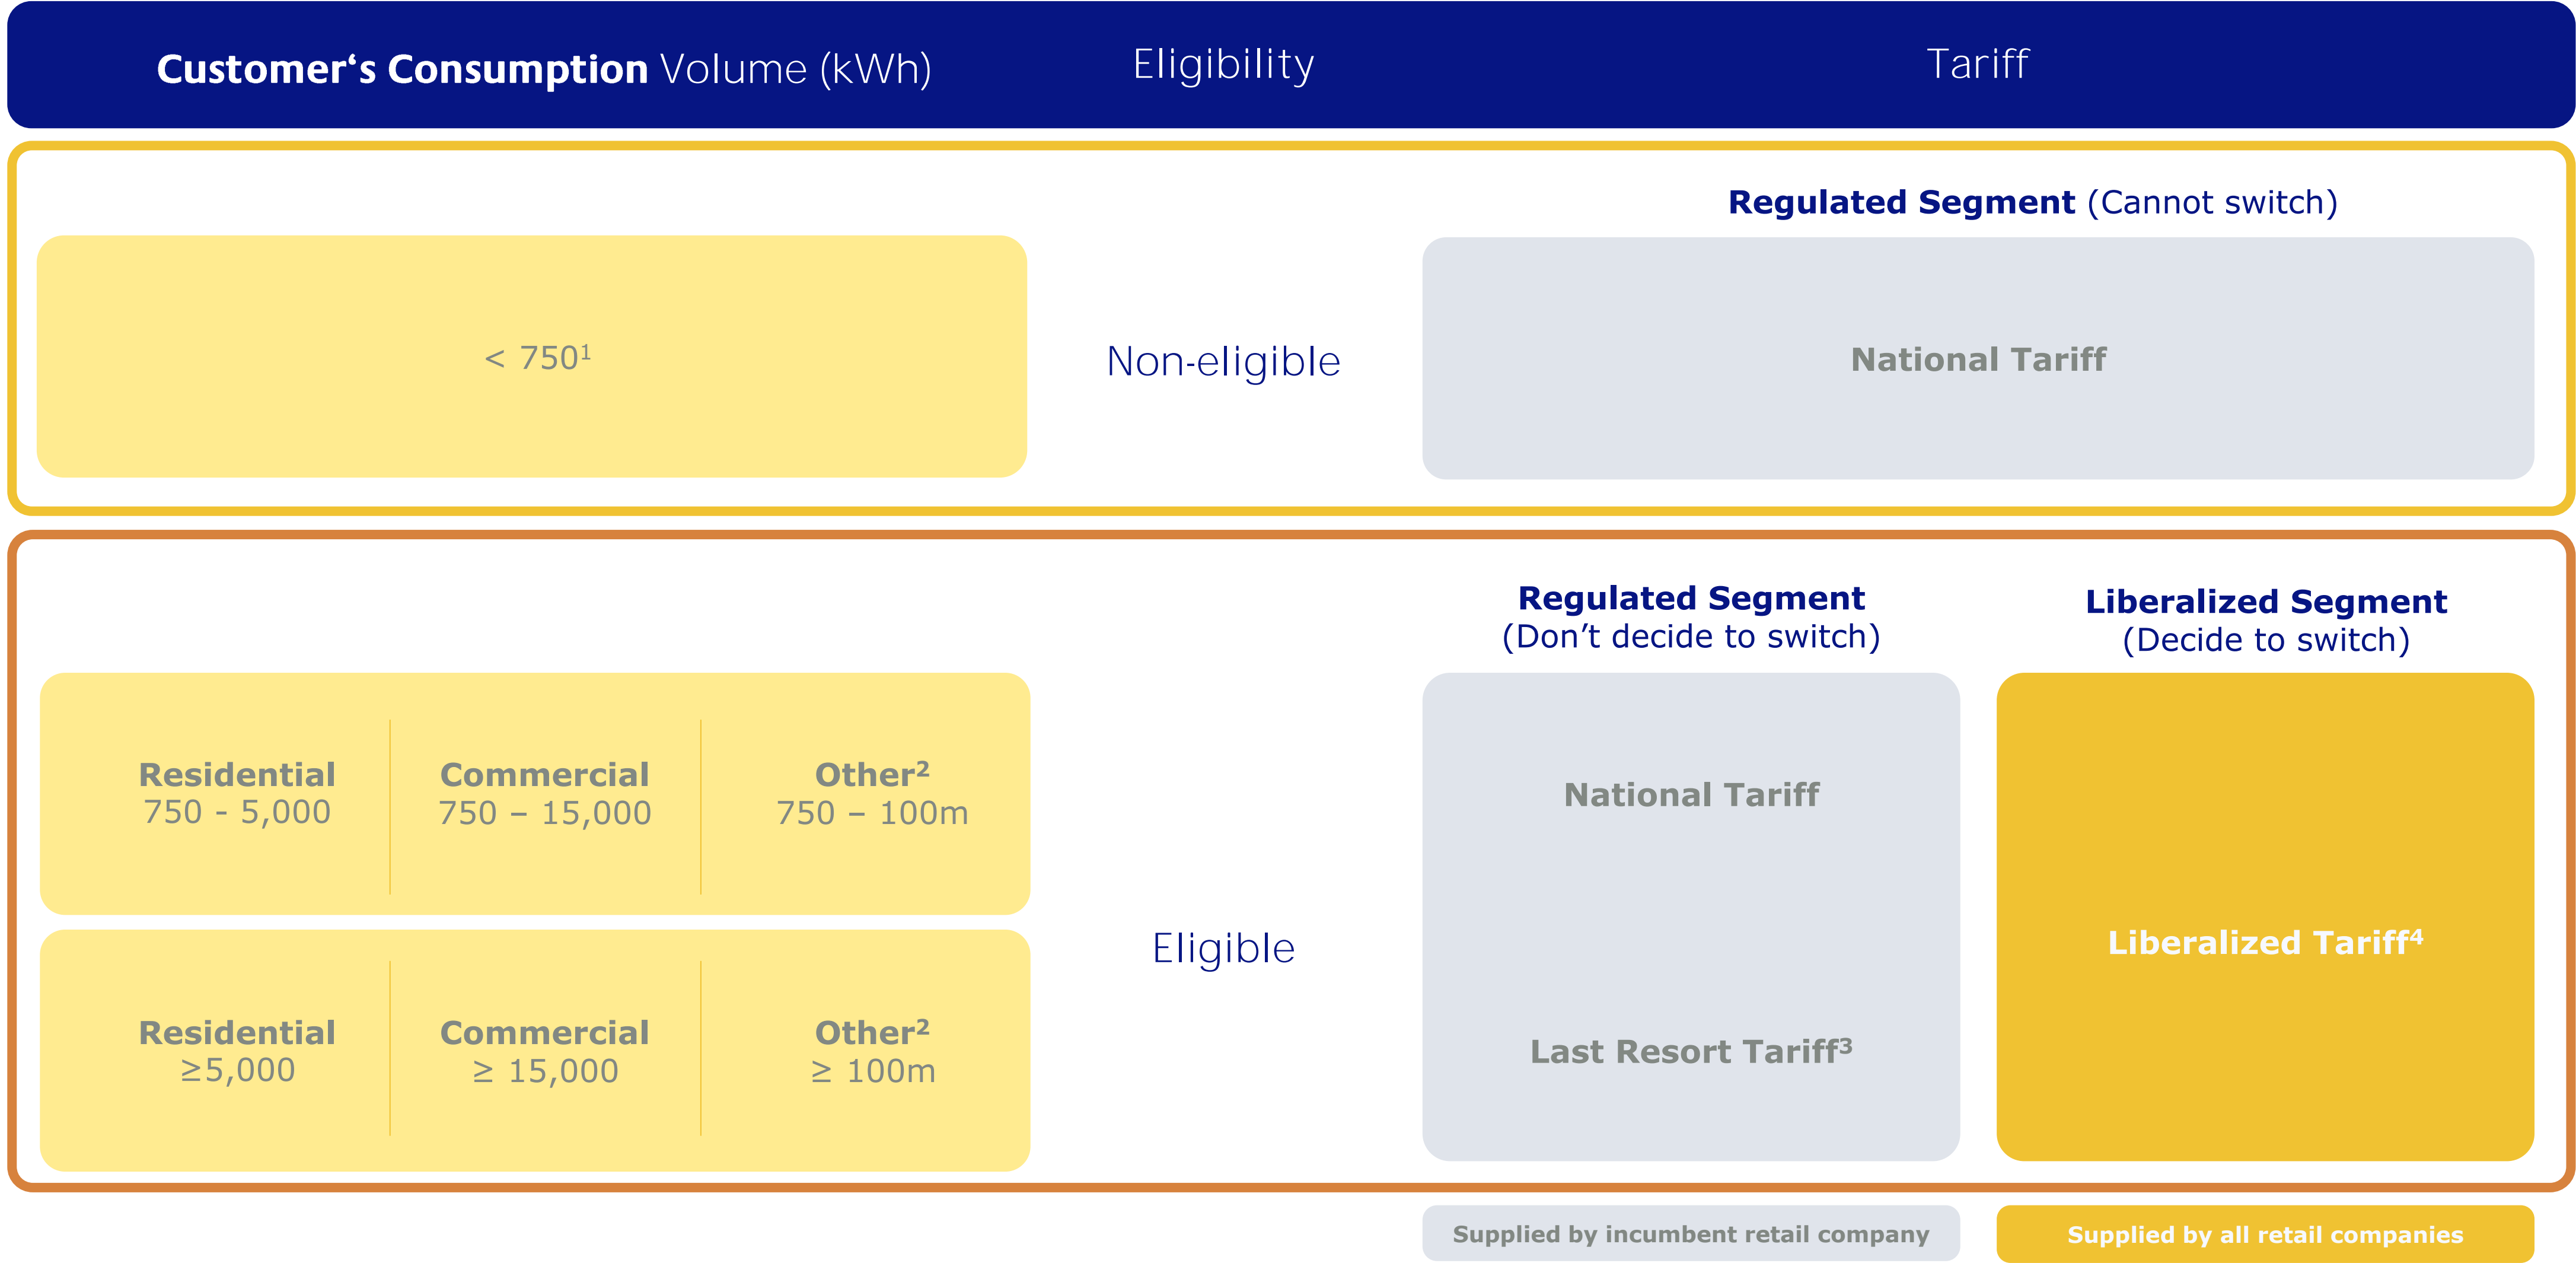 Customer‘s Consumption Volume (kWh)
Eligibility
Tariff
Regulated Segment (Cannot switch)
< 750¹
Non-eligible
National Tariff
Regulated Segment
(Don’t decide to switch)
Liberalized Segment
(Decide to switch)
Residential
750 - 5,000
Commercial
750 – 15,000
Other²
750 – 100m
National Tariff
Eligible
Liberalized Tariff⁴
Residential
≥5,000
Commercial
≥ 15,000
Other²
≥ 100m
Last Resort Tariff³
Supplied by incumbent retail company
Supplied by all retail companies